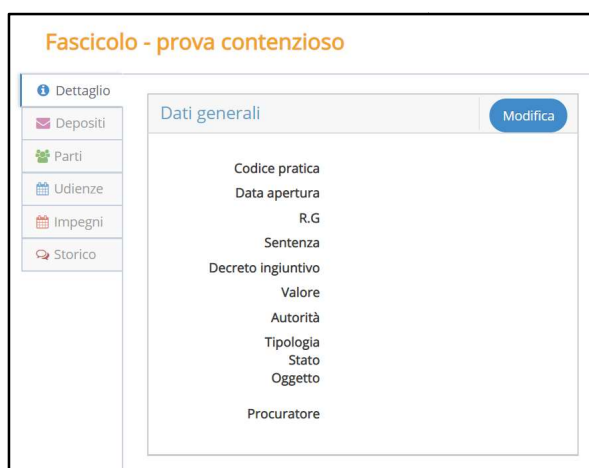 Fascicolo - prova contenzioso
Dettaglio
Depositi
Parti
Udienze
Impegni
Storico
Dati generali
Modifica
Codice pratica
Data apertura
R.G
Sentenza
Decreto ingiuntivo
Valore
Autorità
Tipologia
Stato
Oggetto
Procuratore